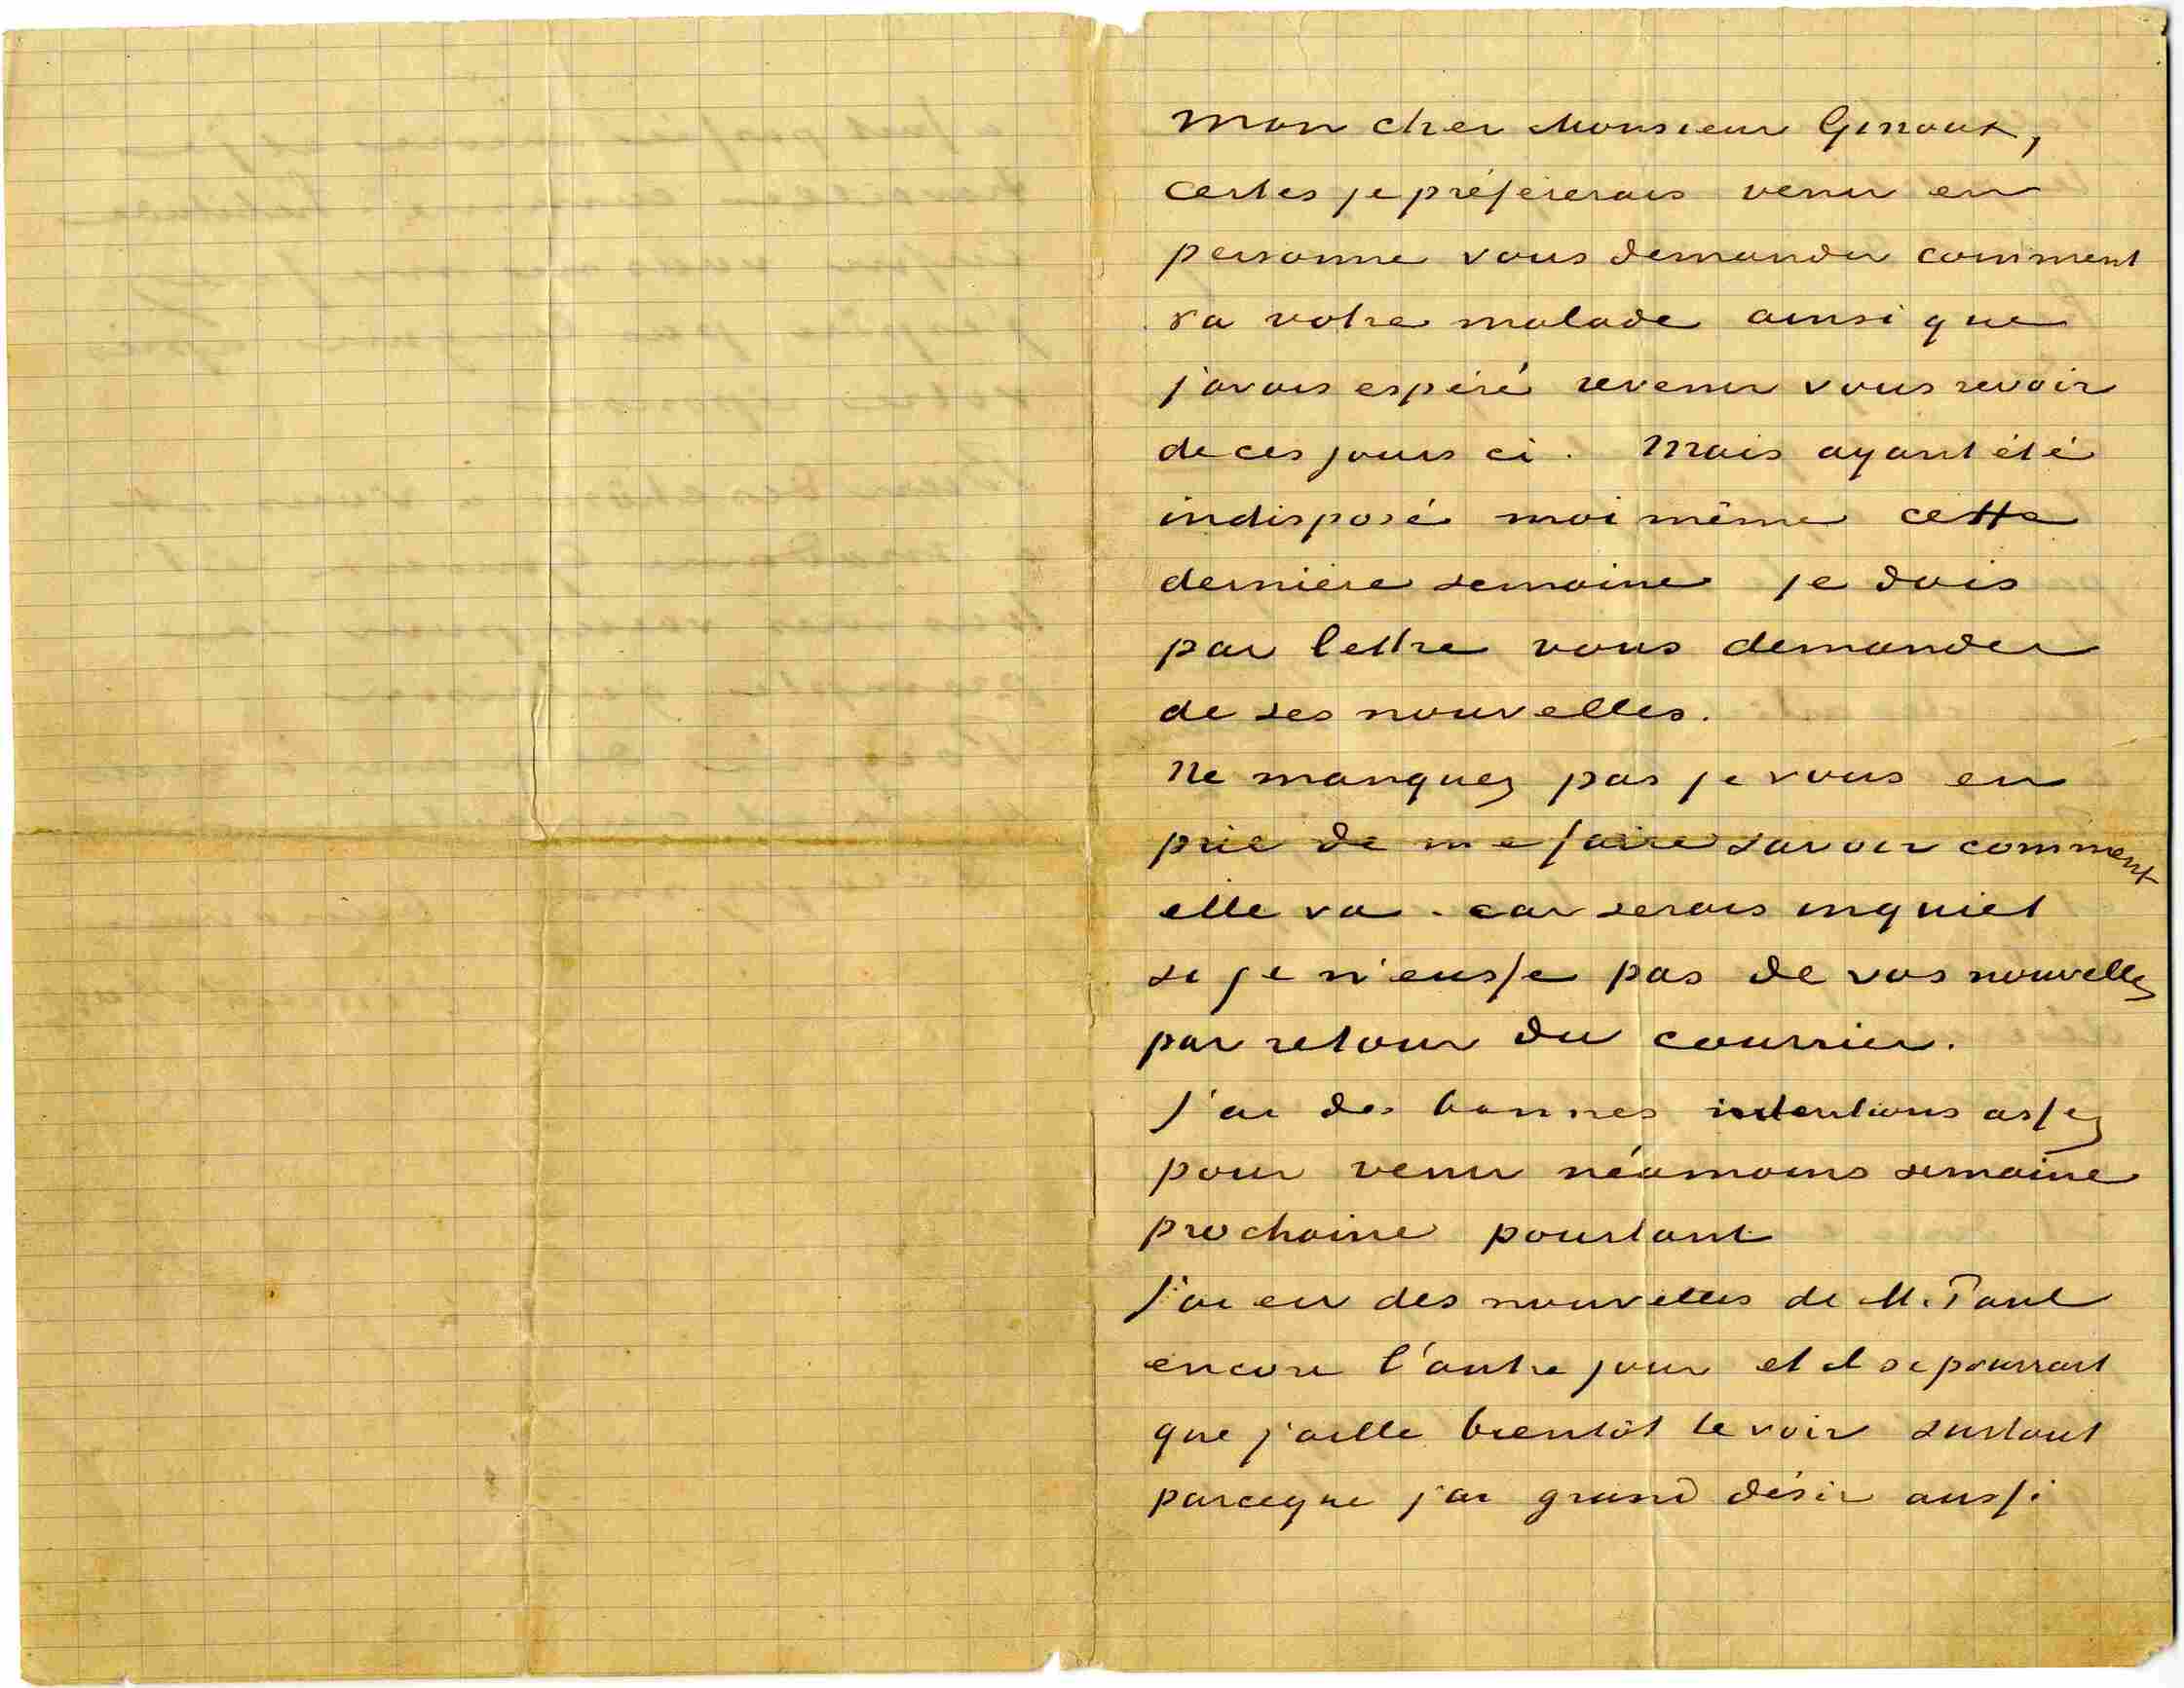 Mon cher Monsieur Ginoux,
certes je préfèrerais venir en
personne vous demander comment
va votre malade ainsi que
j'avais espéré revenir vous revoir
de ces jours ci. Mais ayant été
indisposé moi même cette
dernière semaine je dois
par lettre vous demander
de ses nouvelles.
Ne manquez pas je vous en
prie de me faire savoir comment
elle va. car serais inquiet
si je n'eusse pas de vos nouvelles
par retour du courrier.
J'ai des bonnes intentions assez
pour venir néamoins semaine
prochaine pourtant
J'ai eu des nouvelles de M. Paul
encore l'autre jour et il se pourrait
que j'aille bientôt le voir surtout
parceque j'ai grand désir aussi